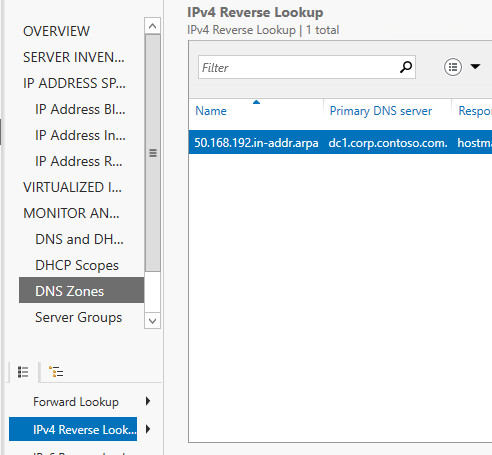 OVERVIEW
SERVER INVEN...
IP ADDRESS SP...
IP Address Bl...
IP Address In...
IP Address R...
VIRTUALIZED I...
MONITOR AN...
DNS and DH...
DHCP Scopes
DNS Zones
Server Groups
Forward Lookup
IPv4 Reverse Look...
IPv4 Reverse Lookup
IPv4 Reverse Lookup | 1 total
Filter
Name Primary DNS server Respon
50.168.192.in-addr.arpa dc1.corp.contoso.com. hostma